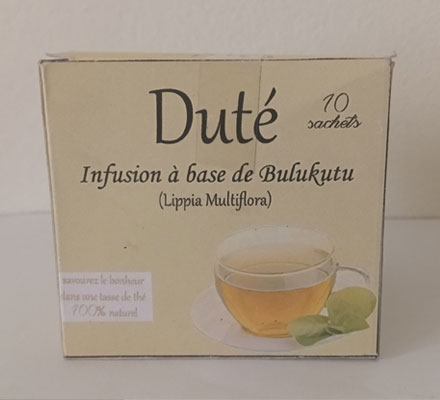 Duté
10
sachets
Infusion à base de Bulukutu
(Lippia Multiflora)
savourez le bonheur
dans une tasse de thé
100% naturel